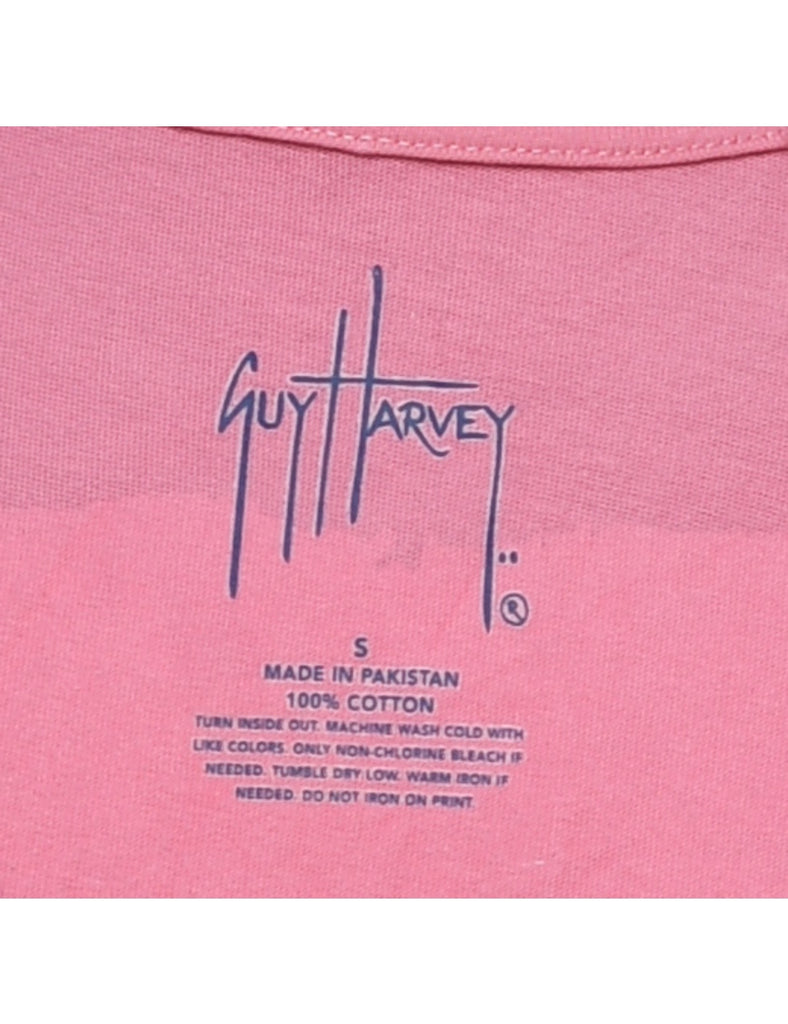 GUY HARVEY..
®
S
MADE IN PAKISTAN
100% COTTON
TURN INSIDE OUT. MACHINE WASH COLD WITH
LIKE COLORS. ONLY NON-CHLORINE BLEACH IF
NEEDED. TUMBLE DRY LOW. WARM IRON IF
NEEDED. DO NOT IRON ON PRINT.